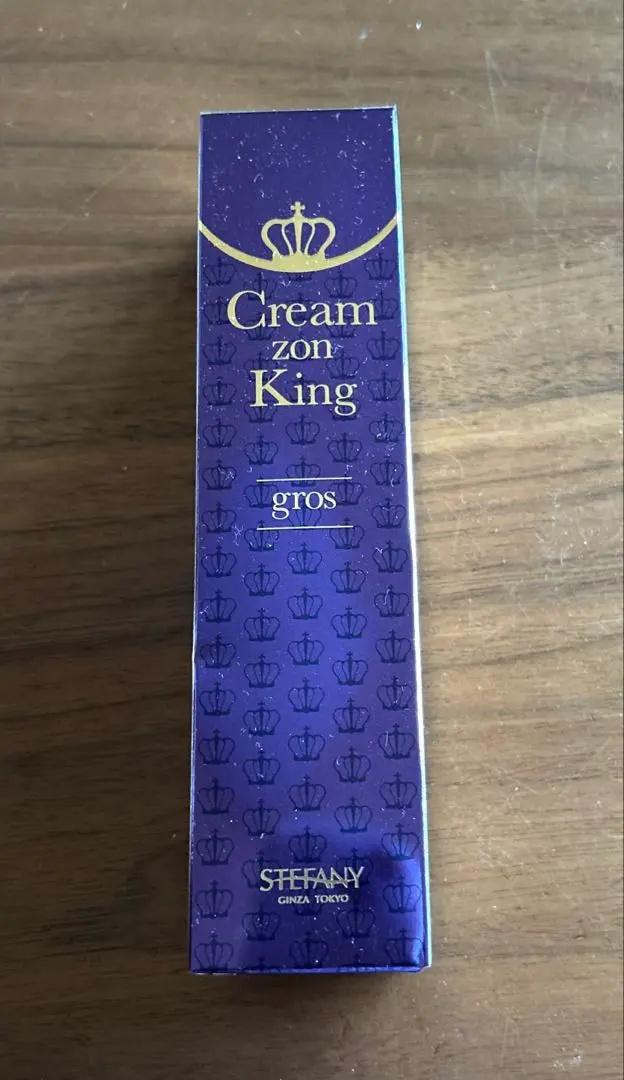 Cream
zon
King
gros
STEFANY
GINZA TOKYO